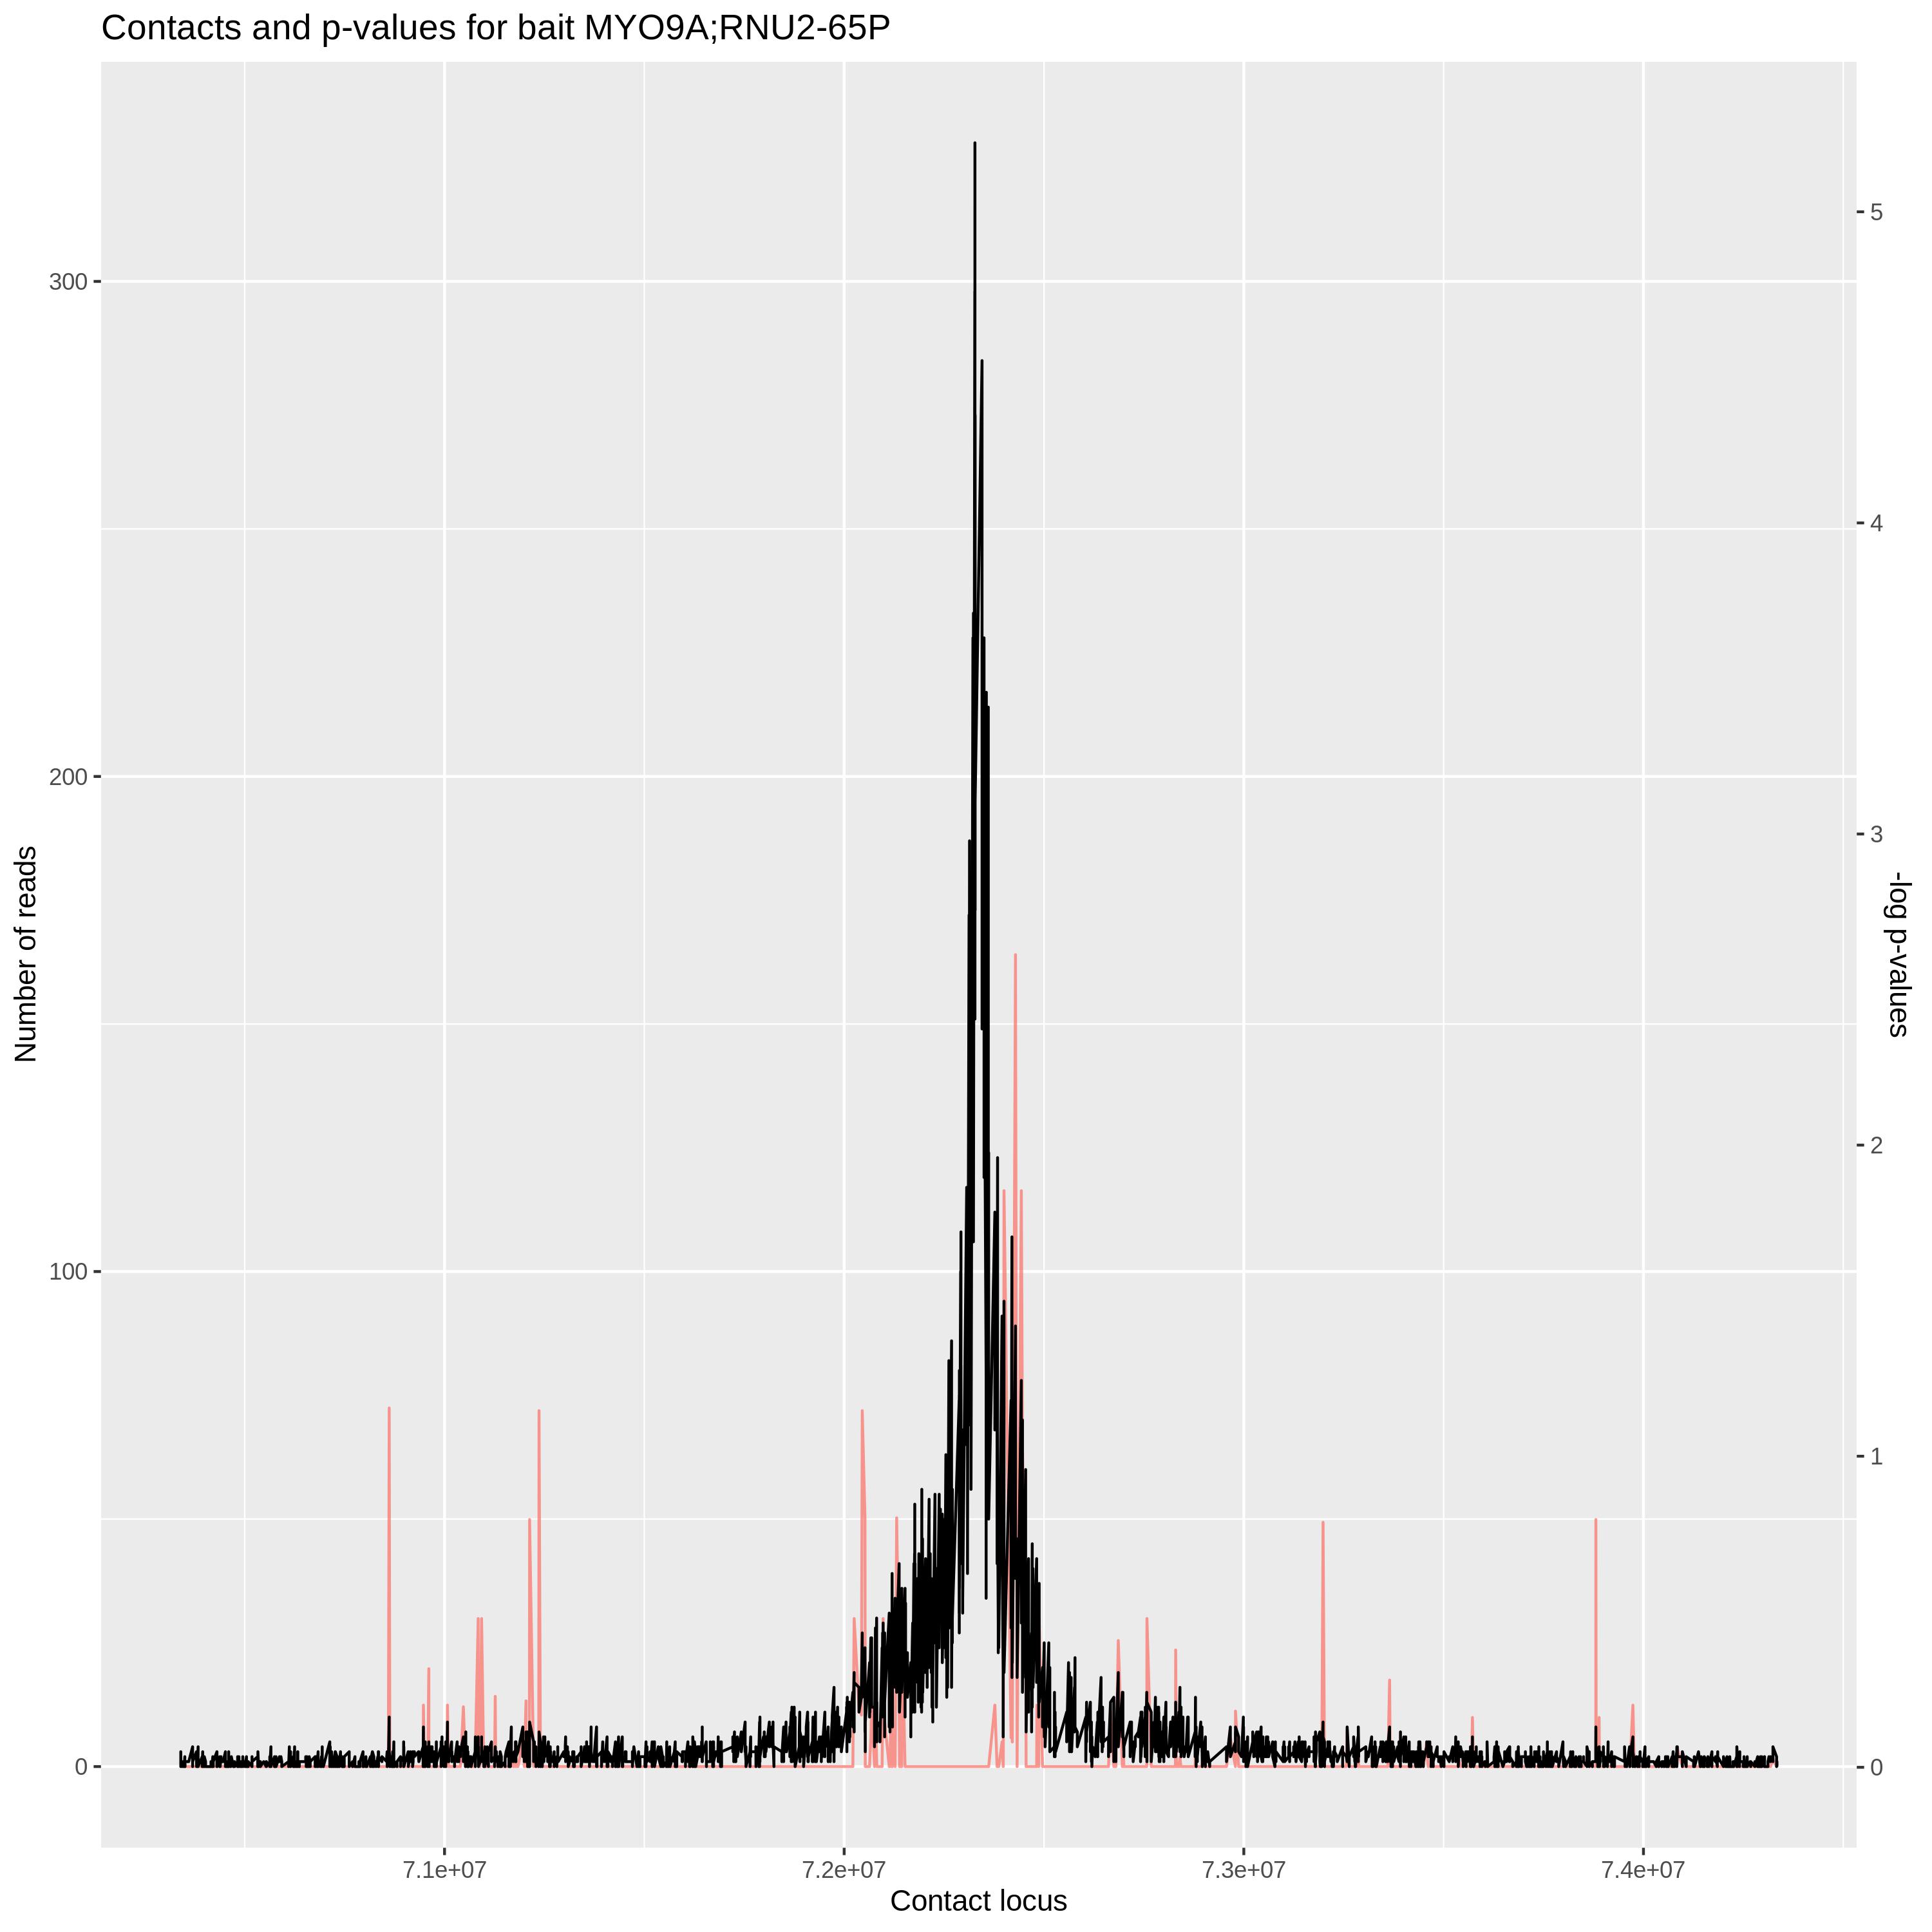 Contacts and p-values for bait MYO9A;RNU2-65P
Number of reads
300
200
100
0
5
4
3
2
1
0
-log p-values
7.1e+07
7.2e+07
7.3e+07
7.4e+07
Contact locus